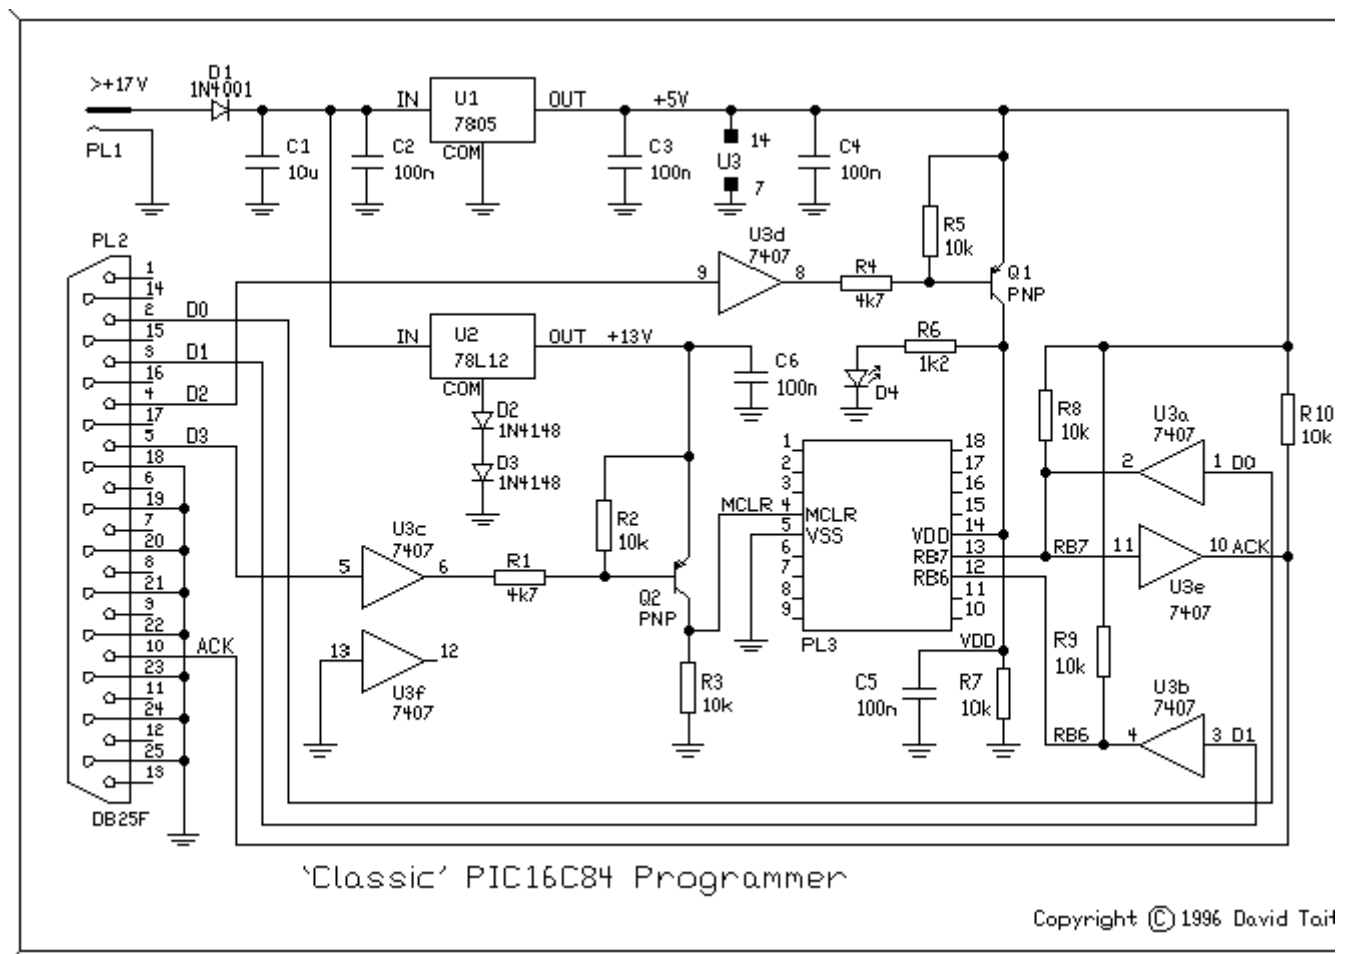 >+17V
PL1
D1
1N4001
C1
10u
C2
100n
IN
U1
7805
OUT
COM
+5V
C3
100n
14
U3
7
C4
100n
R5
10k
Q1
PNP
U3d
7407
9
8
R4
4k7
PL2
1
14
2
15
3
16
4
17
5
18
6
19
7
20
8
21
9
22
10
23
11
24
12
25
13
DB25F
D0
D1
D2
D3
ACK
IN
U2
78L12
OUT
COM
+13V
C6
100n
D2
1N4148
D3
1N4148
R6
1k2
D4
R2
10k
U3c
7407
5
6
R1
4k7
Q2
PNP
13
12
U3f
7407
R3
10k
MCLR
1
2
3
4
5
6
7
8
9
18
17
16
15
14
13
12
11
10
MCLR
VSS
VDD
RB7
RB6
PL3
VDD
C5
100n
R7
10k
R8
10k
R9
10k
R10
10k
U3a
7407
2
1
D0
RB7
11
10
ACK
U3e
7407
U3b
7407
RB6
4
3
D1
'Classic' PIC16C84 Programmer
Copyright © 1996 David Tait